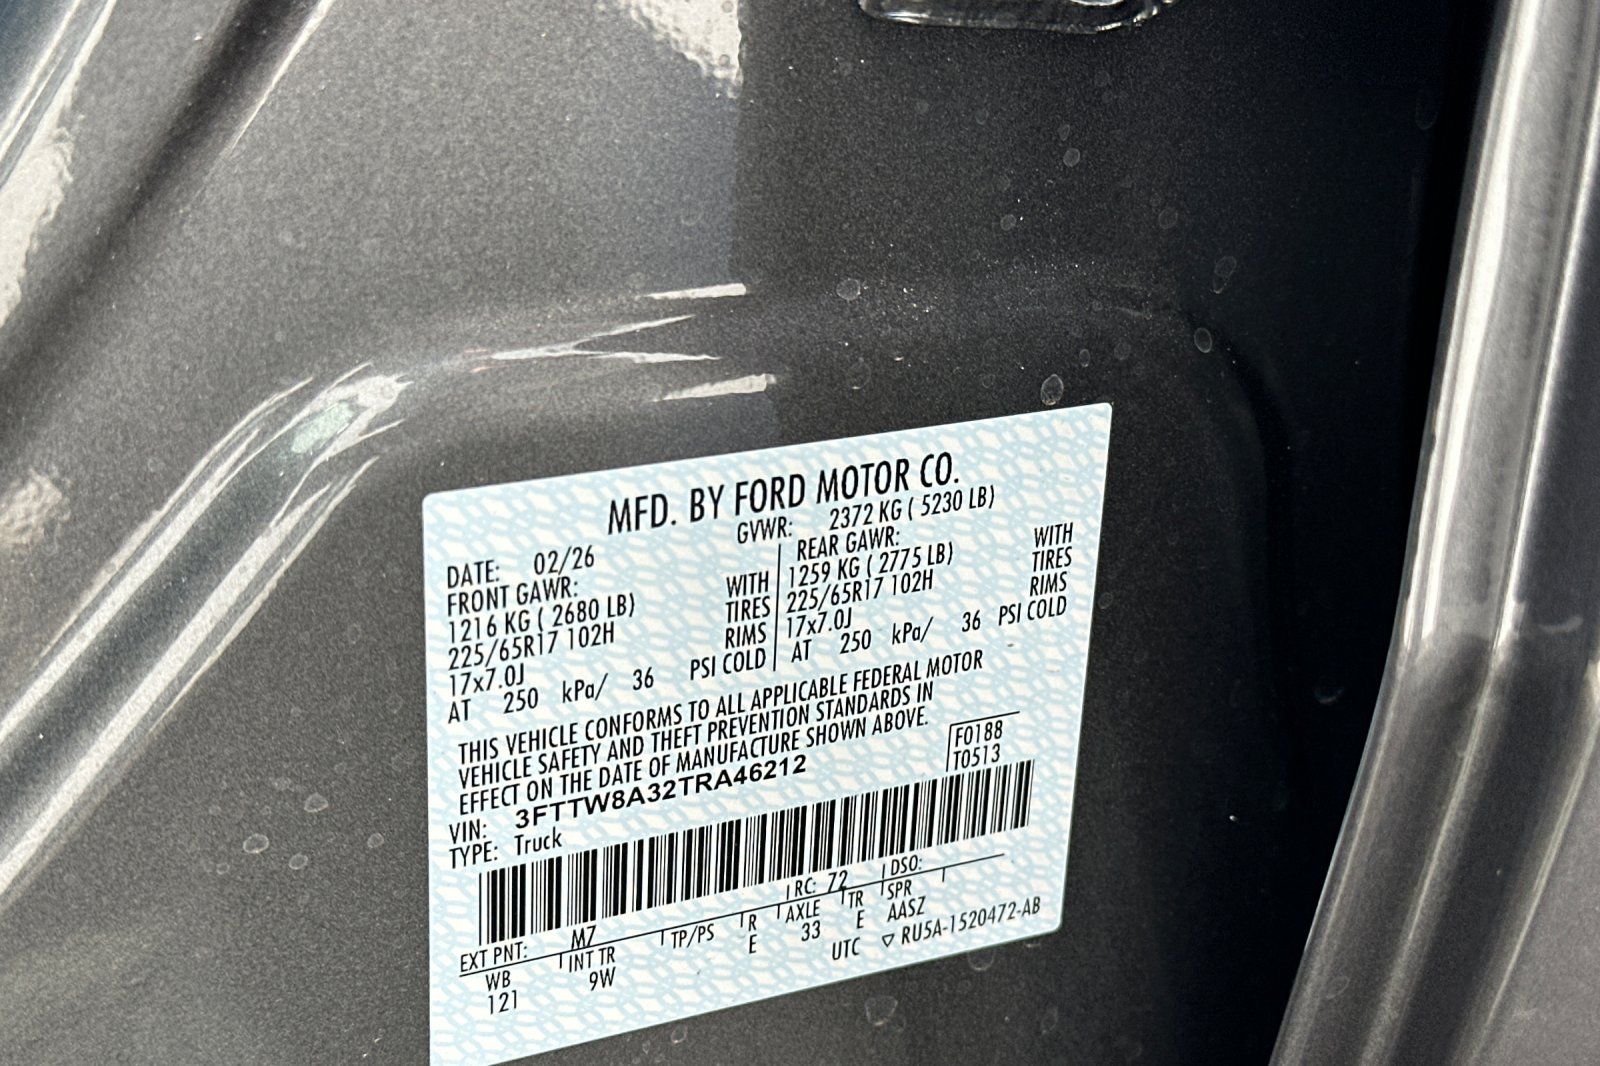 MFD. BY FORD MOTOR CO.
DATE: 02/26 GVWR: 2372 KG ( 5230 LB)
FRONT GAWR: REAR GAWR:
1216 KG ( 2680 LB) WITH 1259 KG ( 2775 LB) WITH
225/65R17 102H TIRES 225/65R17 102H TIRES
17x7.0J RIMS 17x7.0J RIMS
AT 250 kPa/ 36 PSI COLD AT 250 kPa/ 36 PSI COLD
THIS VEHICLE CONFORMS TO ALL APPLICABLE FEDERAL MOTOR
VEHICLE SAFETY AND THEFT PREVENTION STANDARDS IN
EFFECT ON THE DATE OF MANUFACTURE SHOWN ABOVE.
F0188
T0513
VIN: 3FTTW8A32TRA46212
TYPE: Truck
EXT PNT: M7 RC: 72 DSO:
WB INT TR TP/PS R AXLE TR SPR
121 9W E 33 E AASZ
UTC ▽ RU5A-1520472-AB